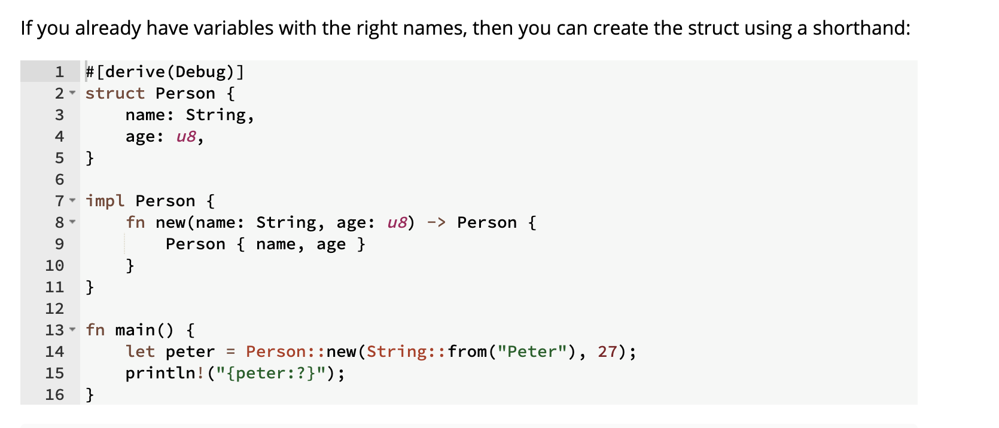 If you already have variables with the right names, then you can create the struct using a shorthand:
1 #[derive(Debug)]
2 struct Person {
3     name: String,
4     age: u8,
5 }
6
7 impl Person {
8     fn new(name: String, age: u8) -> Person {
9         Person { name, age }
10     }
11 }
12
13 fn main() {
14     let peter = Person::new(String::from("Peter"), 27);
15     println!("{peter:?}");
16 }